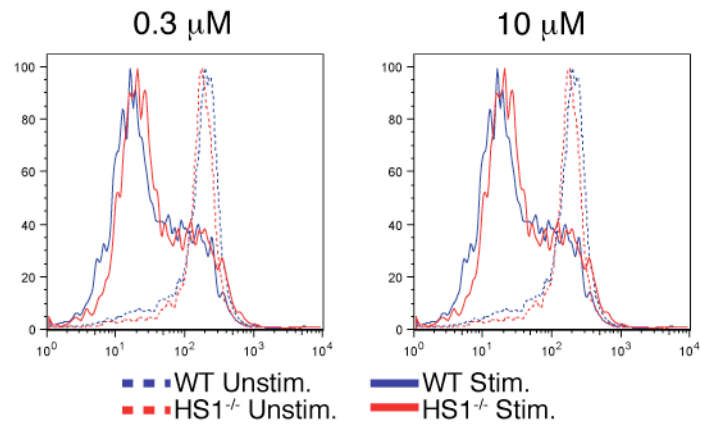 0.3 μM 10 μM
100 100
80 80
60 60
40 40
20 20
0 0
10⁰ 10¹ 10² 10³ 10⁴ 10⁰ 10¹ 10² 10³ 10⁴
WT Unstim. WT Stim.
HS1⁻/⁻ Unstim. HS1⁻/⁻ Stim.